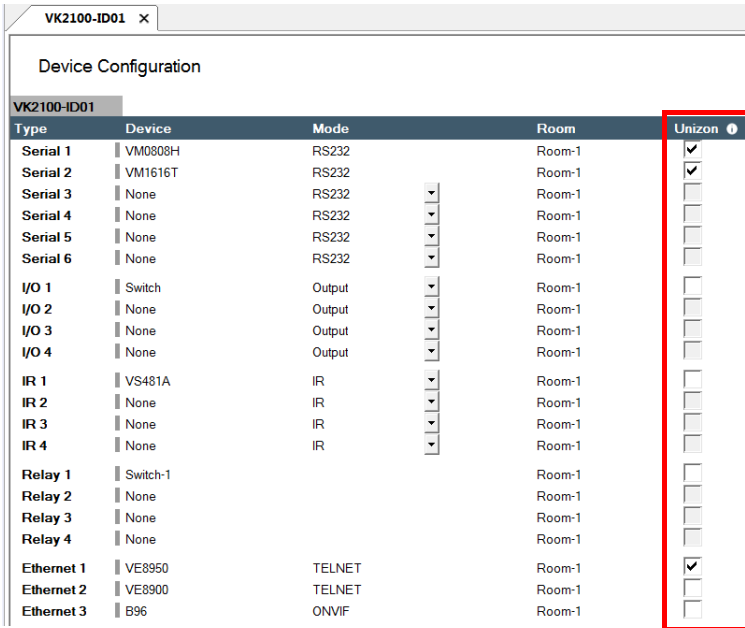 VK2100-ID01 ×
Device Configuration
VK2100-ID01
Type Device Mode Room Unizon
Serial 1 VM0808H RS232 Room-1
Serial 2 VM1616T RS232 Room-1
Serial 3 None RS232 Room-1
Serial 4 None RS232 Room-1
Serial 5 None RS232 Room-1
Serial 6 None RS232 Room-1
I/O 1 Switch Output Room-1
I/O 2 None Output Room-1
I/O 3 None Output Room-1
I/O 4 None Output Room-1
IR 1 VS481A IR Room-1
IR 2 None IR Room-1
IR 3 None IR Room-1
IR 4 None IR Room-1
Relay 1 Switch-1 Room-1
Relay 2 None Room-1
Relay 3 None Room-1
Relay 4 None Room-1
Ethernet 1 VE8950 TELNET Room-1
Ethernet 2 VE8900 TELNET Room-1
Ethernet 3 B96 ONVIF Room-1